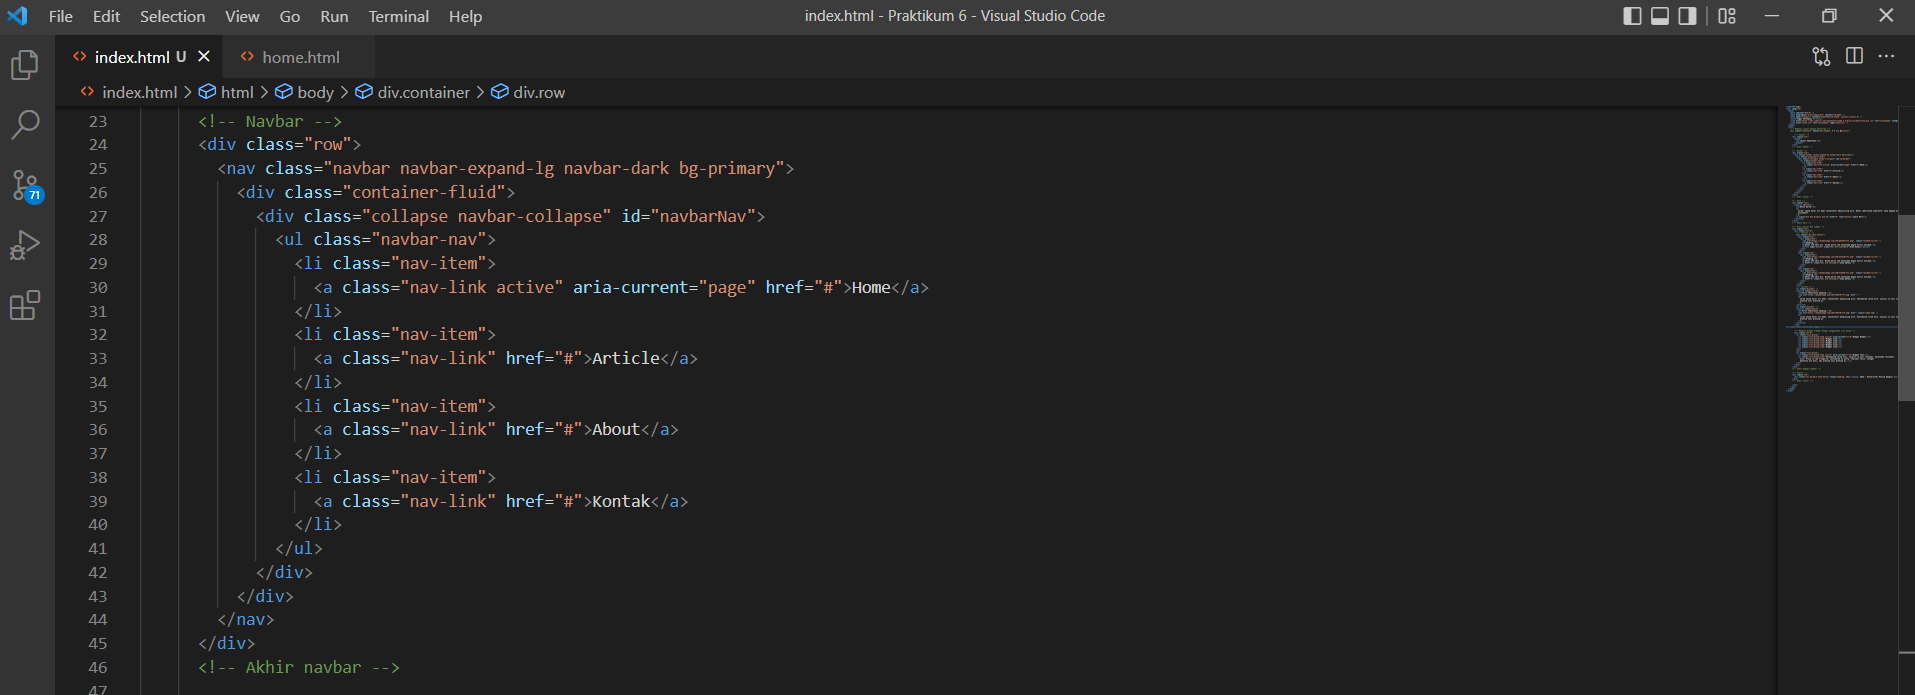 File Edit Selection View Go Run Terminal Help index.html - Praktikum 6 - Visual Studio Code
index.html U home.html
index.html > html > body > div.container > div.row
23 <!-- Navbar -->
24 <div class="row">
25 <nav class="navbar navbar-expand-lg navbar-dark bg-primary">
26 <div class="container-fluid">
27 <div class="collapse navbar-collapse" id="navbarNav">
28 <ul class="navbar-nav">
29 <li class="nav-item">
30 <a class="nav-link active" aria-current="page" href="#">Home</a>
31 </li>
32 <li class="nav-item">
33 <a class="nav-link" href="#">Article</a>
34 </li>
35 <li class="nav-item">
36 <a class="nav-link" href="#">About</a>
37 </li>
38 <li class="nav-item">
39 <a class="nav-link" href="#">Kontak</a>
40 </li>
41 </ul>
42 </div>
43 </div>
44 </nav>
45 </div>
46 <!-- Akhir navbar -->
47
71